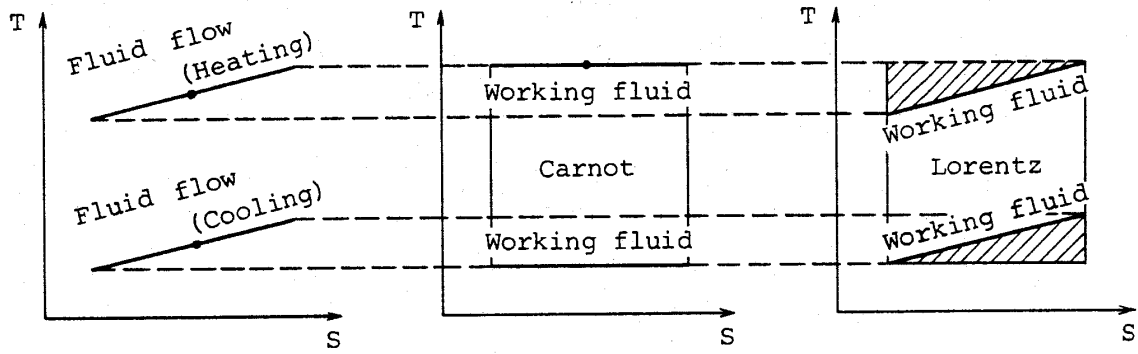 T
Fluid flow
(Heating)
Fluid flow
(Cooling)
S
T
Working fluid
Carnot
Working fluid
S
T
Working fluid
Lorentz
Working fluid
S